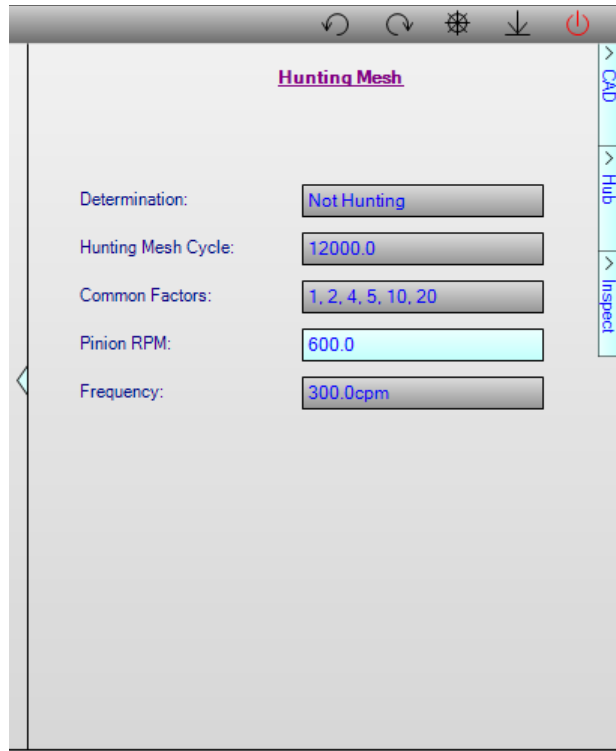 Hunting Mesh
CAD
Hub
Inspect
Determination: Not Hunting
Hunting Mesh Cycle: 12000.0
Common Factors: 1, 2, 4, 5, 10, 20
Pinion RPM: 600.0
Frequency: 300.0cpm